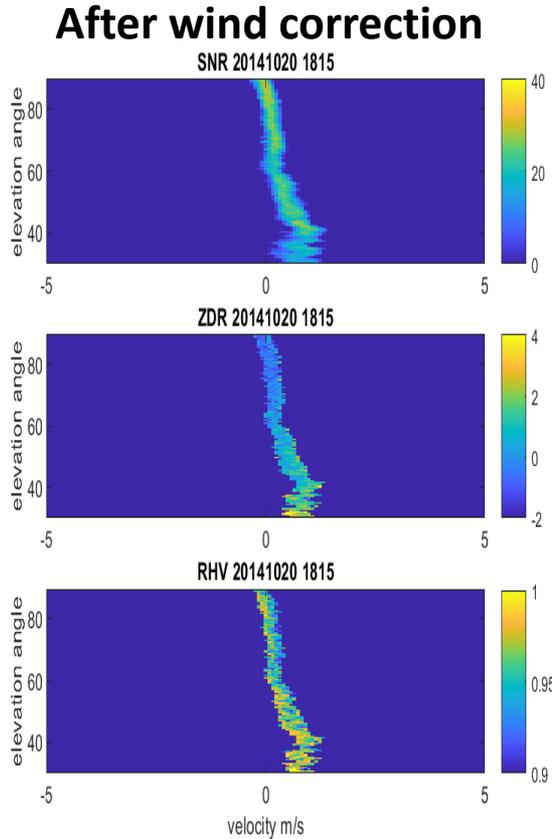 After wind correction
SNR 20141020 1815
elevation angle
80
60
40
-5 0 5
40
20
0
ZDR 20141020 1815
elevation angle
80
60
40
-5 0 5
4
2
0
-2
RHV 20141020 1815
elevation angle
80
60
40
-5 0 5
velocity m/s
1
0.95
0.9